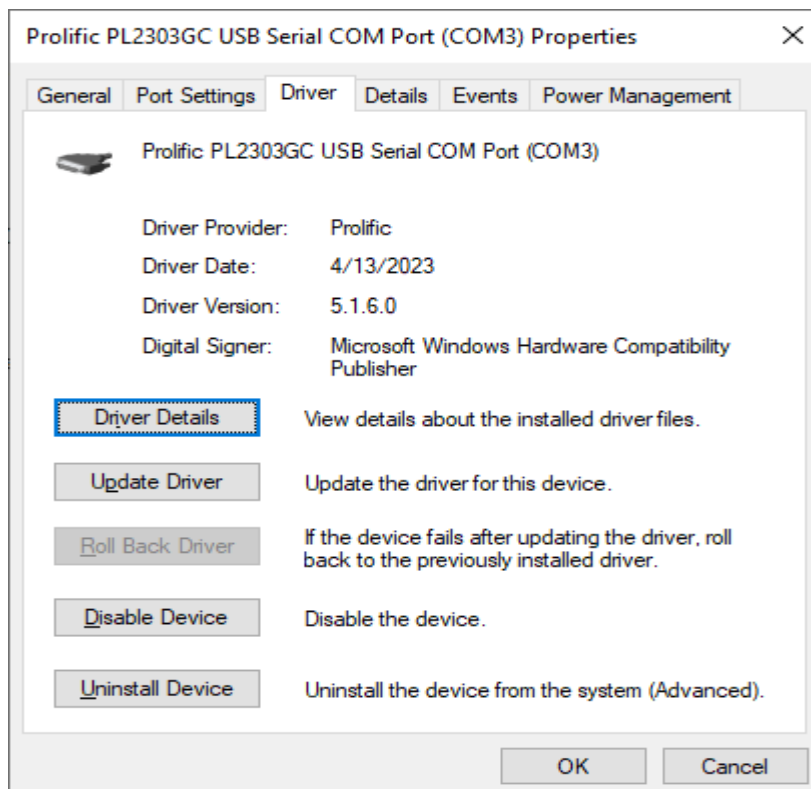 Prolific PL2303GC USB Serial COM Port (COM3) Properties
General Port Settings Driver Details Events Power Management
Prolific PL2303GC USB Serial COM Port (COM3)
Driver Provider: Prolific
Driver Date: 4/13/2023
Driver Version: 5.1.6.0
Digital Signer: Microsoft Windows Hardware Compatibility
Publisher
Driver Details View details about the installed driver files.
Update Driver Update the driver for this device.
Roll Back Driver If the device fails after updating the driver, roll
back to the previously installed driver.
Disable Device Disable the device.
Uninstall Device Uninstall the device from the system (Advanced).
OK Cancel